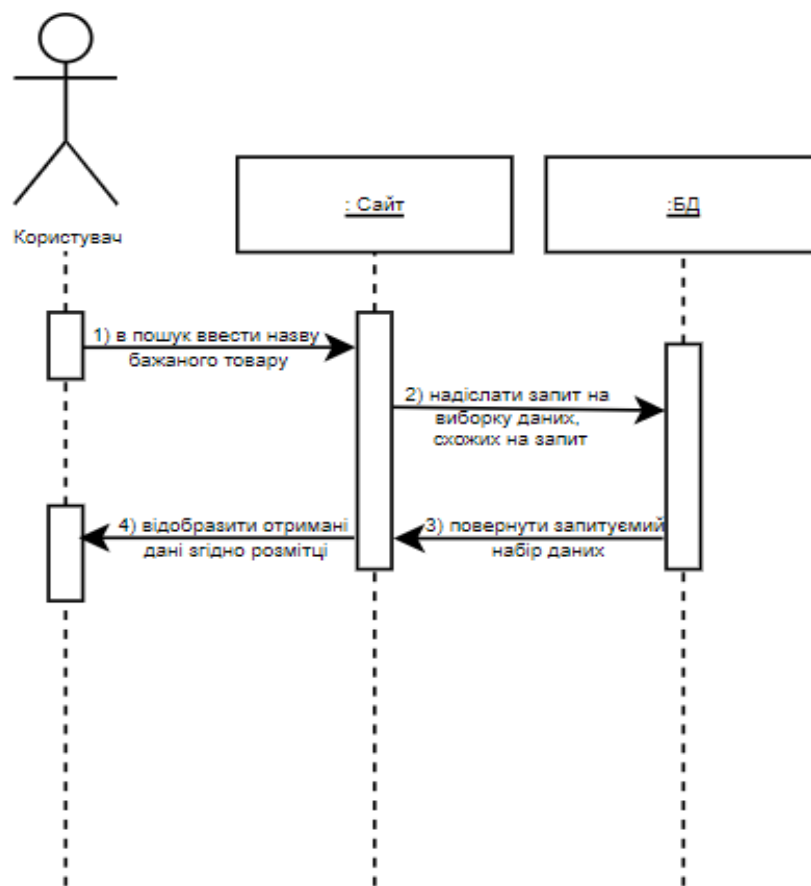 : Сайт
:БД
Користувач
1) в пошук ввести назву
бажаного товару
2) надіслати запит на
виборку даних,
схожих на запит
4) відобразити отримані
дані згідно розмітці
3) повернути запитуємий
набір даних